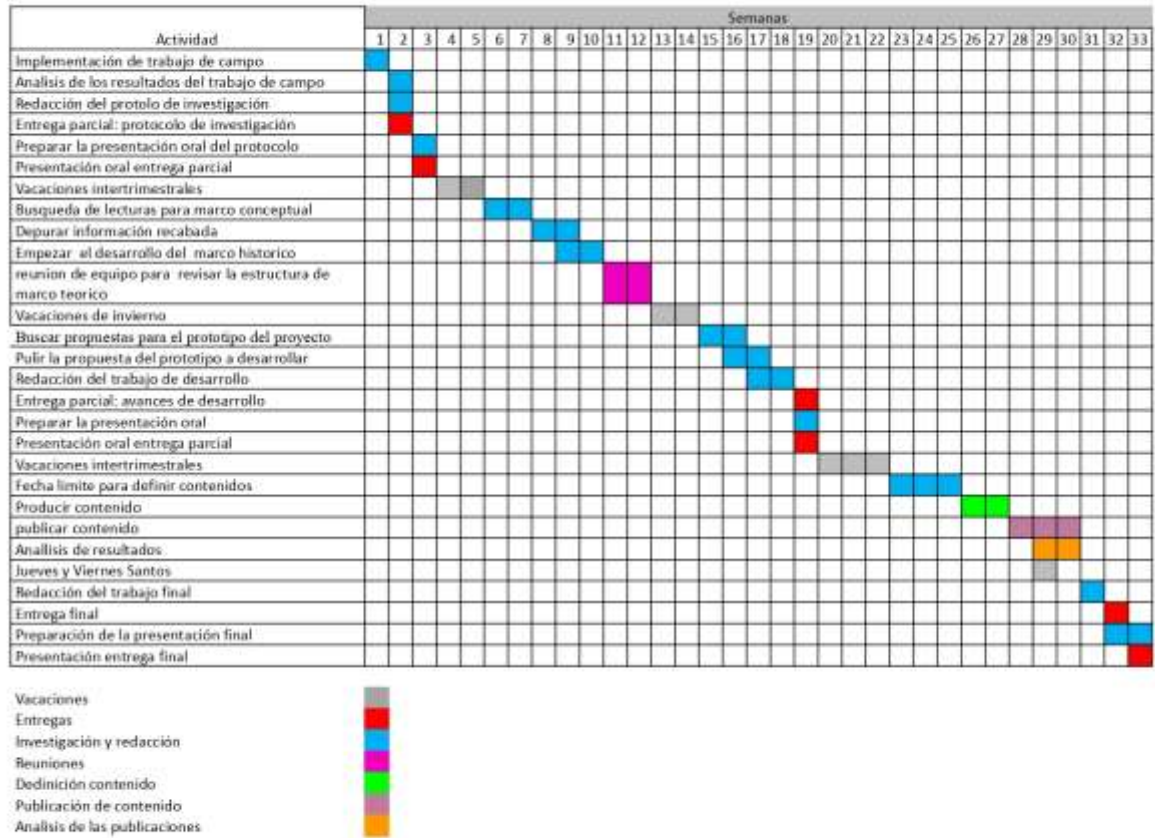 Semanas
Actividad 1 2 3 4 5 6 7 8 9 10 11 12 13 14 15 16 17 18 19 20 21 22 23 24 25 26 27 28 29 30 31 32 33
Implementación de trabajo de campo
Analisis de los resultados del trabajo de campo
Redacción del protolo de investigación
Entrega parcial: protocolo de investigación
Preparar la presentación oral del protocolo
Presentación oral entrega parcial
Vacaciones intertrimestrales
Busqueda de lecturas para marco conceptual
Depurar información recabada
Empezar el desarrollo del marco historico
reunion de equipo para revisar la estructura de
marco teorico
Vacaciones de invierno
Buscar propuestas para el prototipo del proyecto
Pulir la propuesta del prototipo a desarrollar
Redacción del trabajo de desarrollo
Entrega parcial: avances de desarrollo
Preparar la presentación oral
Presentación oral entrega parcial
Vacaciones intertrimestrales
Fecha limite para definir contenidos
Producir contenido
publicar contenido
Anallisis de resultados
Jueves y Viernes Santos
Redacción del trabajo final
Entrega final
Preparación de la presentación final
Presentación entrega final
Vacaciones
Entregas
Investigación y redacción
Reuniones
Dedinición contenido
Publicación de contenido
Analisis de las publicaciones